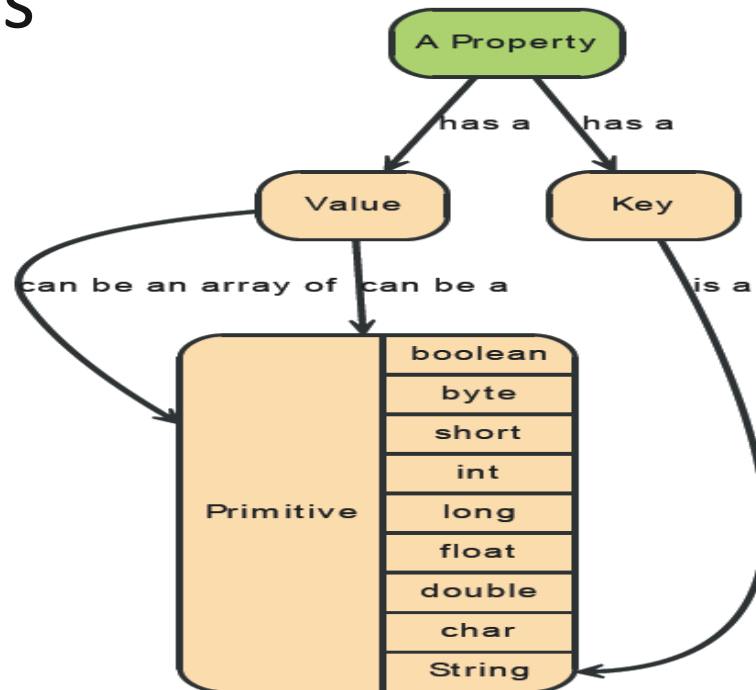 s
A Property
has a
has a
Value
Key
can be an array of
can be a
is a
boolean
byte
short
int
Primitive
long
float
double
char
String